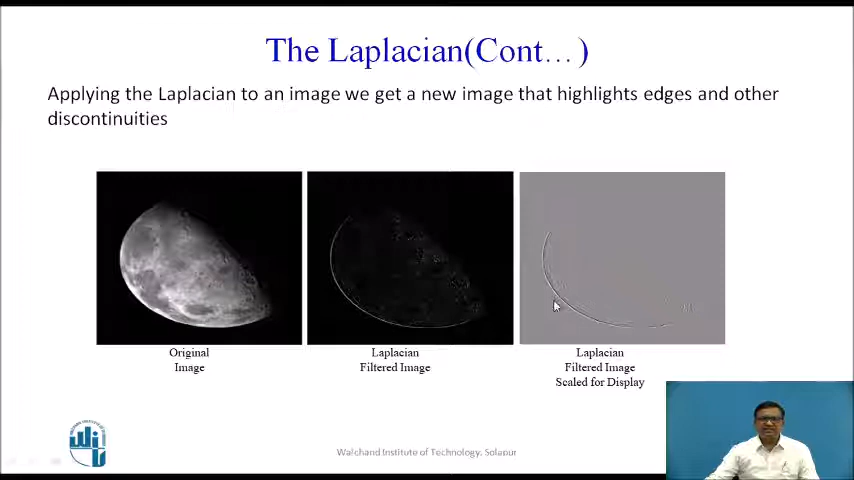 The Laplacian(Cont…)
Applying the Laplacian to an image we get a new image that highlights edges and other
discontinuities
Original
Image
Laplacian
Filtered Image
Laplacian
Filtered Image
Scaled for Display
Walchand Institute of Technology, Solapur